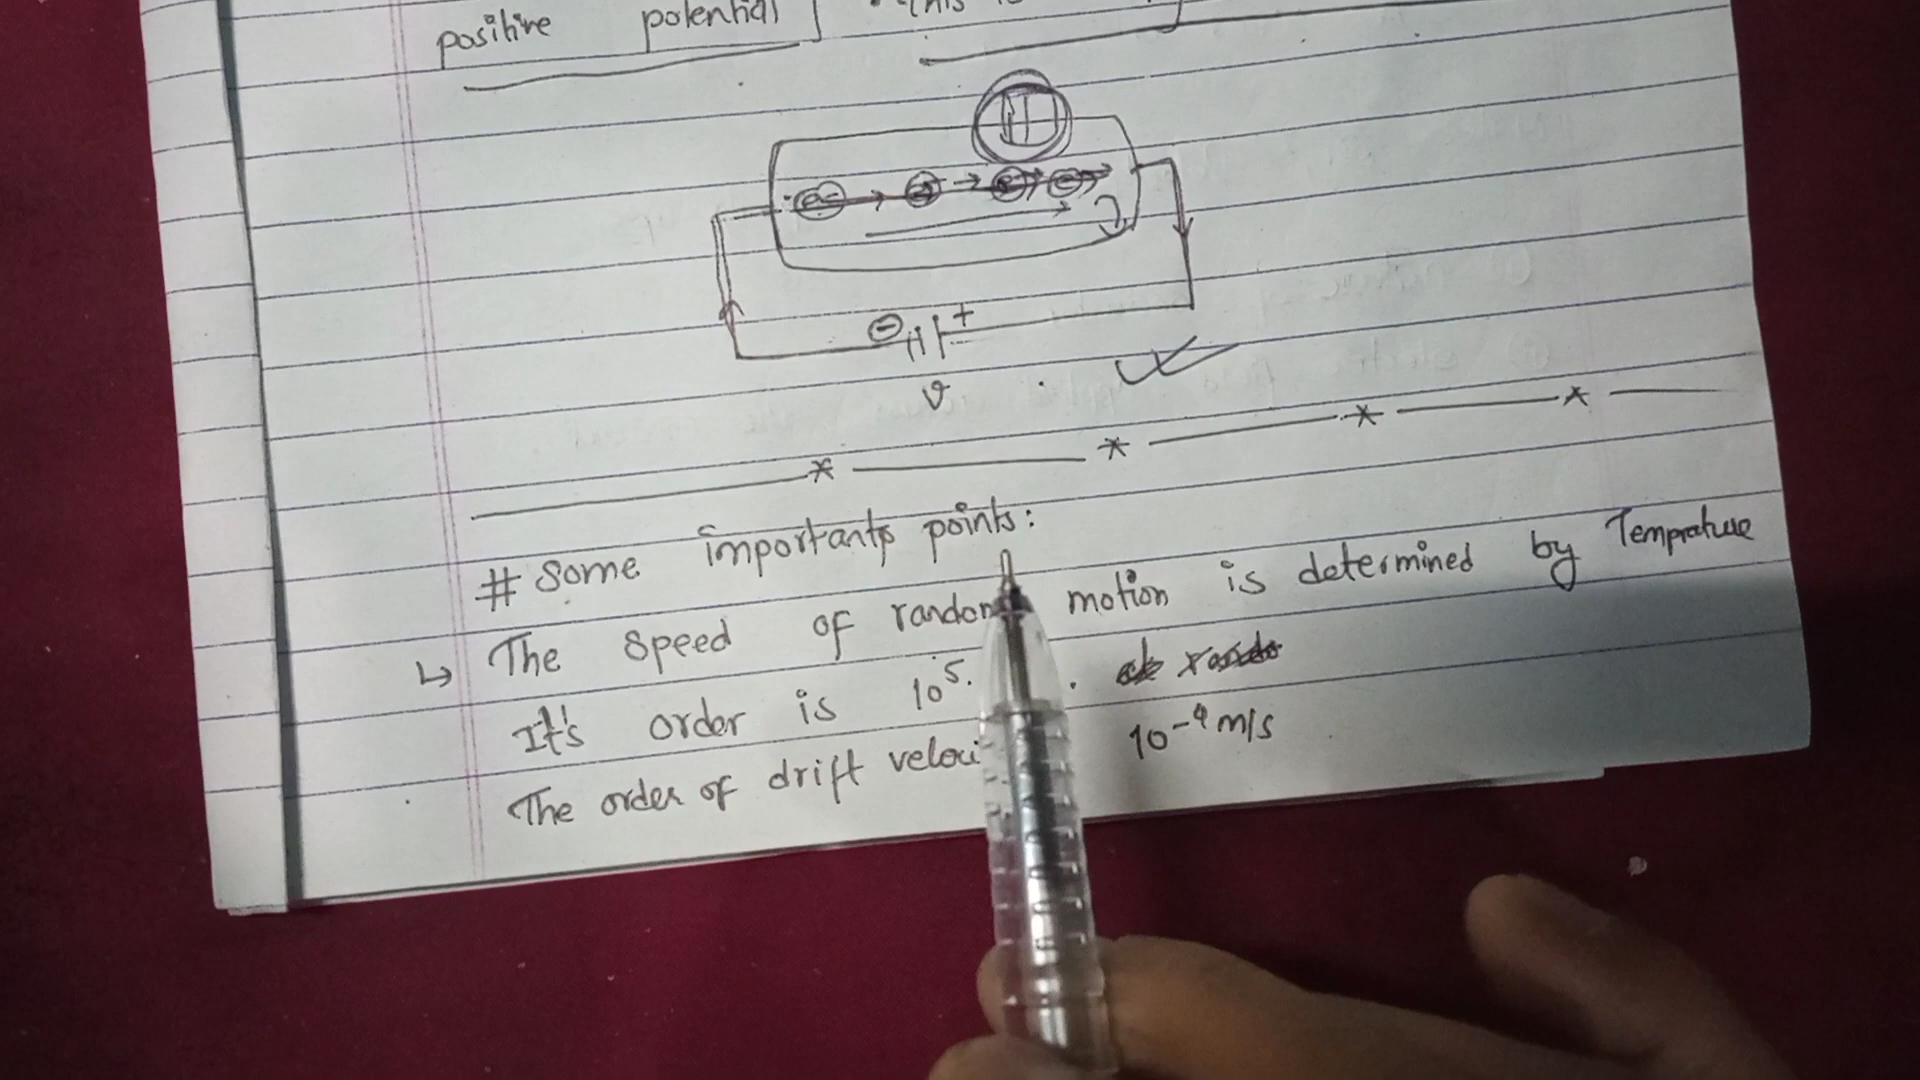 positive potential
This
e e e e
- +
v
# Some importants points:
↳ The speed of random motion is determined by Temprature
It's order is 10⁵.
The order of drift veloci 10⁻⁴ m/s